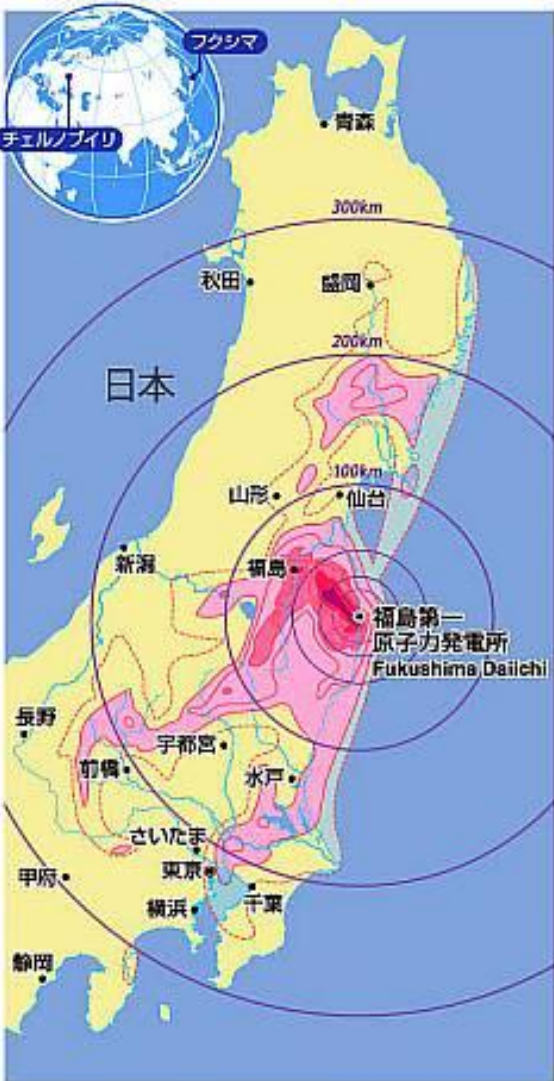 フクシマ
チェルノブイリ
青森
300km
秋田
盛岡
200km
日本
100km
山形
仙台
新潟
福島
福島第一
原子力発電所
Fukushima Daiichi
長野
宇都宮
前橋
水戸
さいたま
東京
甲府
千葉
横浜
静岡